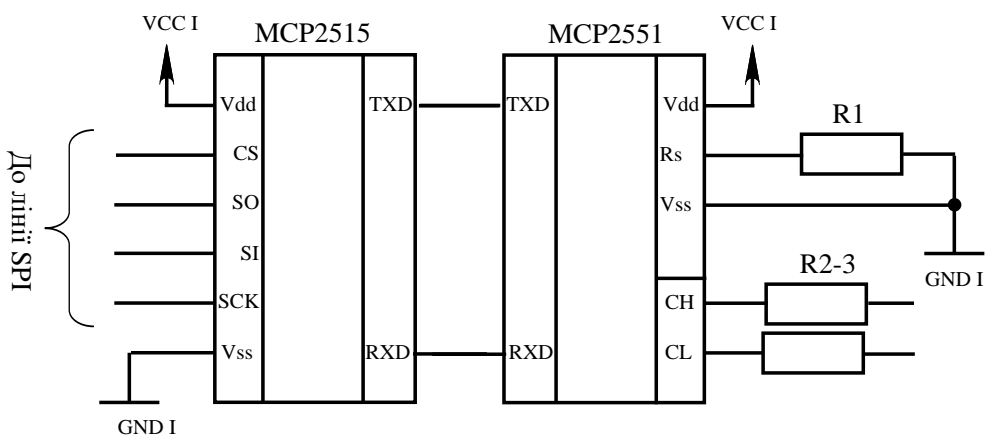 VCC I
MCP2515
MCP2551
VCC I
Vdd
TXD
TXD
Vdd
R1
CS
Rs
SO
Vss
До лінії SPI
SI
R2-3
GND I
SCK
CH
Vss
RXD
RXD
CL
GND I